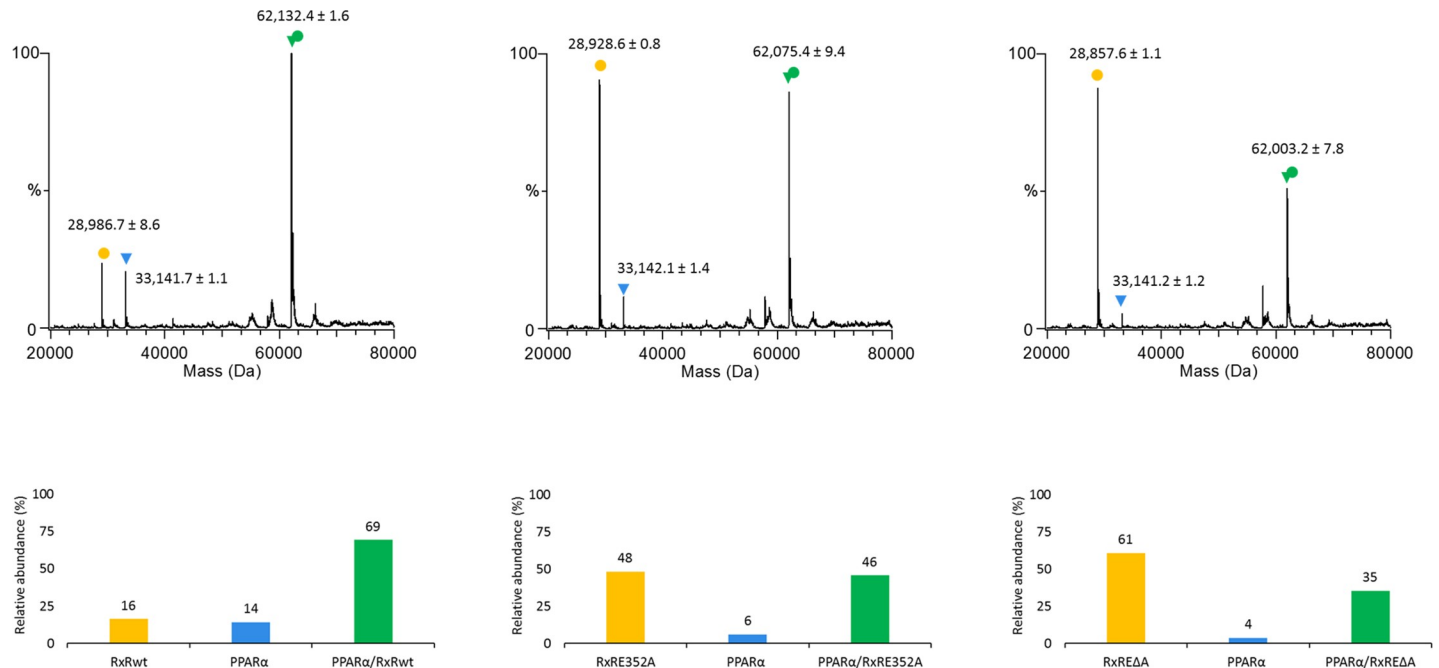 62,132.4 ± 1.6
100
%
28,986.7 ± 8.6
33,141.7 ± 1.1
0
20000 40000 60000 80000
Mass (Da)
28,928.6 ± 0.8
62,075.4 ± 9.4
100
%
33,142.1 ± 1.4
0
20000 40000 60000 80000
Mass (Da)
28,857.6 ± 1.1
100
62,003.2 ± 7.8
%
33,141.2 ± 1.2
0
20000 40000 60000 80000
Mass (Da)
Relative abundance (%)
100
75
50
25
0
16
14
69
RxRwt PPARα PPARα/RxRwt
Relative abundance (%)
100
75
50
25
0
48
6
46
RxRE352A PPARα PPARα/RxRE352A
Relative abundance (%)
100
75
50
25
0
61
4
35
RxREΔA PPARα PPARα/RxREΔA